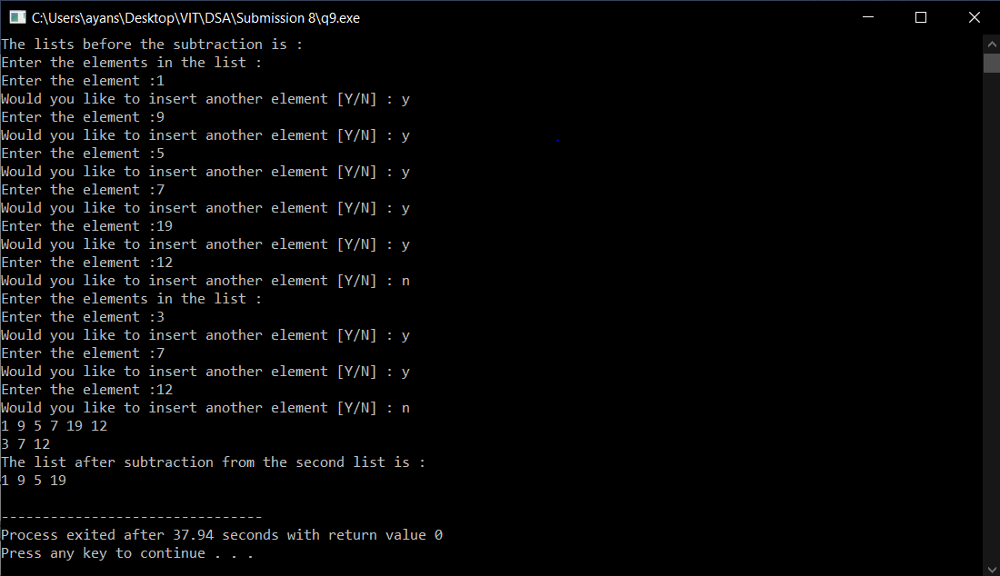 C:\Users\ayans\Desktop\VIT\DSA\Submission 8\q9.exe
The lists before the subtraction is :
Enter the elements in the list :
Enter the element :1
Would you like to insert another element [Y/N] : y
Enter the element :9
Would you like to insert another element [Y/N] : y
Enter the element :5
Would you like to insert another element [Y/N] : y
Enter the element :7
Would you like to insert another element [Y/N] : y
Enter the element :19
Would you like to insert another element [Y/N] : y
Enter the element :12
Would you like to insert another element [Y/N] : n
Enter the elements in the list :
Enter the element :3
Would you like to insert another element [Y/N] : y
Enter the element :7
Would you like to insert another element [Y/N] : y
Enter the element :12
Would you like to insert another element [Y/N] : n
1 9 5 7 19 12
3 7 12
The list after subtraction from the second list is :
1 9 5 19
--------------------------------
Process exited after 37.94 seconds with return value 0
Press any key to continue . . .